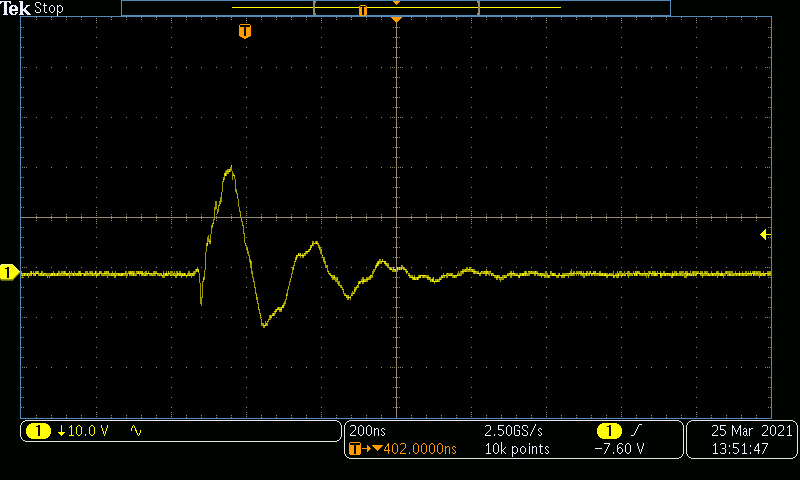 Tek Stop
T
T
1
1 ↓10.0 V
200ns 2.50GS/s 1
T→▼402.0000ns 10k points −7.60 V
25 Mar 2021
13:51:47